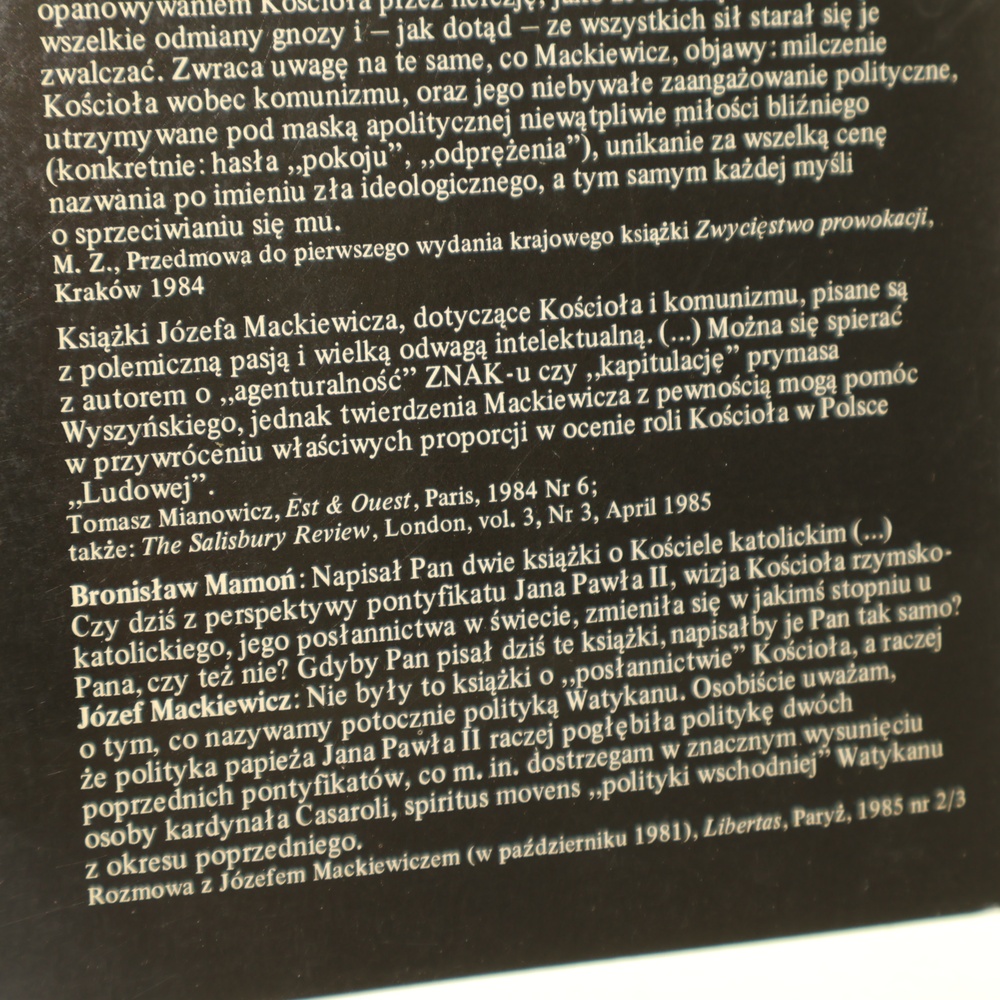 opanowywaniem Kościoła przez herezję,
wszelkie odmiany gnozy i – jak dotąd – ze wszystkich sił starał się je
zwalczać. Zwraca uwagę na te same, co Mackiewicz, objawy: milczenie
Kościoła wobec komunizmu, oraz jego niebywałe zaangażowanie polityczne,
utrzymywane pod maską apolitycznej niewątpliwie miłości bliźniego
(konkretnie: hasła „pokoju”, „odprężenia”), unikanie za wszelką cenę
nazwania po imieniu zła ideologicznego, a tym samym każdej myśli
o sprzeciwianiu się mu.
M. Z., Przedmowa do pierwszego wydania krajowego książki Zwycięstwo prowokacji,
Kraków 1984
Książki Józefa Mackiewicza, dotyczące Kościoła i komunizmu, pisane są
z polemiczną pasją i wielką odwagą intelektualną. (...) Można się spierać
z autorem o „agenturalność” ZNAK-u czy „kapitulację” prymasa
Wyszyńskiego, jednak twierdzenia Mackiewicza z pewnością mogą pomóc
w przywróceniu właściwych proporcji w ocenie roli Kościoła w Polsce
„Ludowej”.
Tomasz Mianowicz, Est & Ouest, Paris, 1984 Nr 6;
także: The Salisbury Review, London, vol. 3, Nr 3, April 1985
Bronisław Mamoń: Napisał Pan dwie książki o Kościele katolickim (...)
Czy dziś z perspektywy pontyfikatu Jana Pawła II, wizja Kościoła rzymsko-
katolickiego, jego posłannictwa w świecie, zmieniła się w jakimś stopniu u
Pana, czy też nie? Gdyby Pan pisał dziś te książki, napisałby je Pan tak samo?
Józef Mackiewicz: Nie były to książki o „posłannictwie” Kościoła, a raczej
o tym, co nazywamy potocznie polityką Watykanu. Osobiście uważam,
że polityka papieża Jana Pawła II raczej pogłębiła politykę dwóch
poprzednich pontyfikatów, co m. in. dostrzegam w znacznym wysunięciu
osoby kardynała Casaroli, spiritus movens „polityki wschodniej” Watykanu
z okresu poprzedniego.
Rozmowa z Józefem Mackiewiczem (w październiku 1981), Libertas, Paryż, 1985 nr 2/3